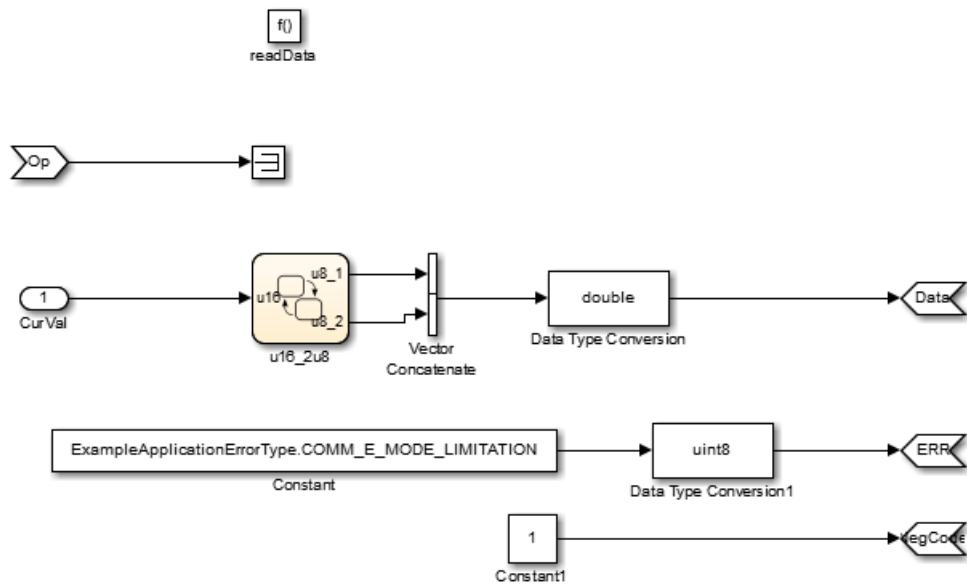 f()
readData
Op
u16
u8_1
u8_2
u16_2u8
1
CurVal
Vector
Concatenate
double
Data Type Conversion
Data
ExampleApplicationErrorType.COMM_E_MODE_LIMITATION
Constant
uint8
Data Type Conversion1
ERR
1
Constant1
NegCode